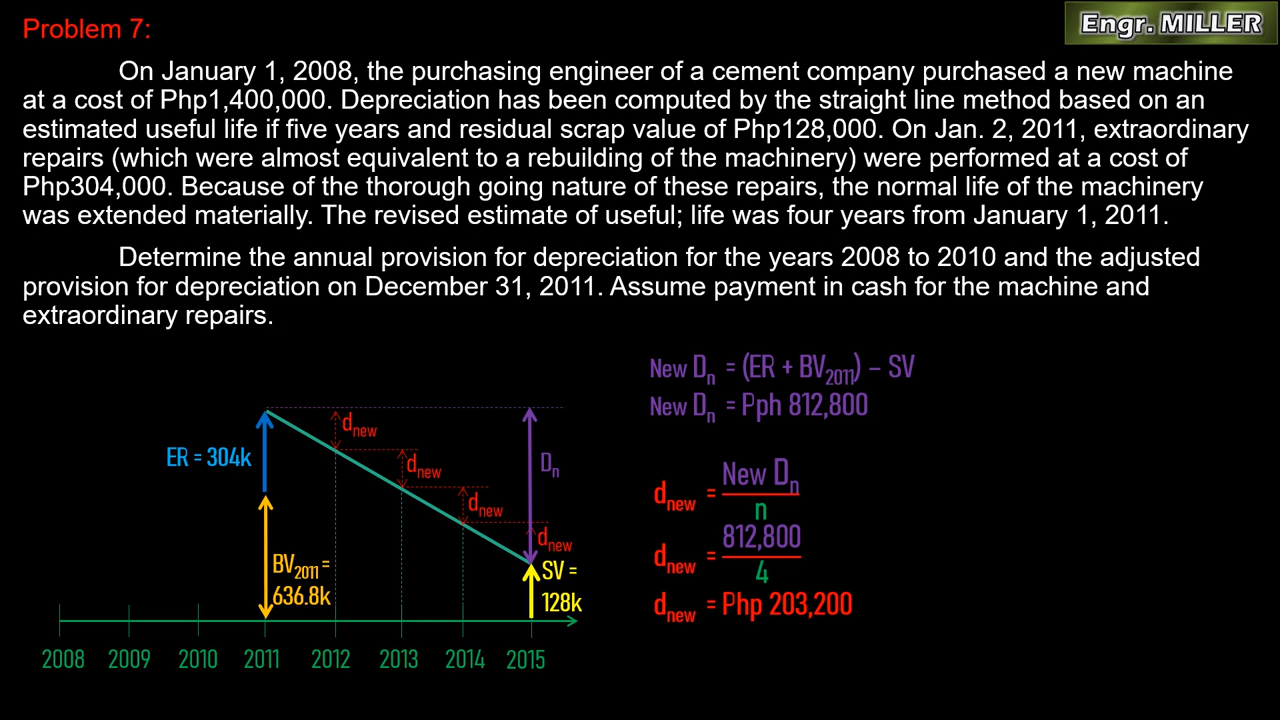 Engr. MILLER
Problem 7:
On January 1, 2008, the purchasing engineer of a cement company purchased a new machine
at a cost of Php1,400,000. Depreciation has been computed by the straight line method based on an
estimated useful life if five years and residual scrap value of Php128,000. On Jan. 2, 2011, extraordinary
repairs (which were almost equivalent to a rebuilding of the machinery) were performed at a cost of
Php304,000. Because of the thorough going nature of these repairs, the normal life of the machinery
was extended materially. The revised estimate of useful; life was four years from January 1, 2011.
Determine the annual provision for depreciation for the years 2008 to 2010 and the adjusted
provision for depreciation on December 31, 2011. Assume payment in cash for the machine and
extraordinary repairs.
ER = 304k
BV2011 =
636.8k
dnew
dnew
dnew
dnew
Dn
SV =
128k
2008 2009 2010 2011 2012 2013 2014 2015
New Dn = (ER + BV2011) – SV
New Dn = Pph 812,800
dnew = New Dn
n
dnew = 812,800
4
dnew = Php 203,200